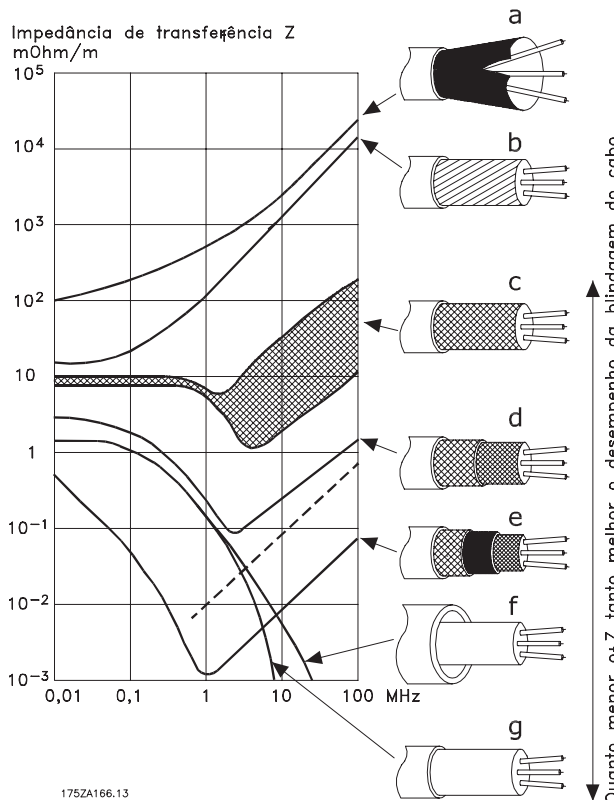 Impedância de transferência Z
mOhm/m
10⁵
10⁴
10³
10²
10
1
10⁻¹
10⁻²
10⁻³
0,01 0,1 1 10 100 MHz
a
b
c
d
e
f
g
Quanto menor o Z tanto melhor o desempenho da blindagem do cabo
175ZA166.13